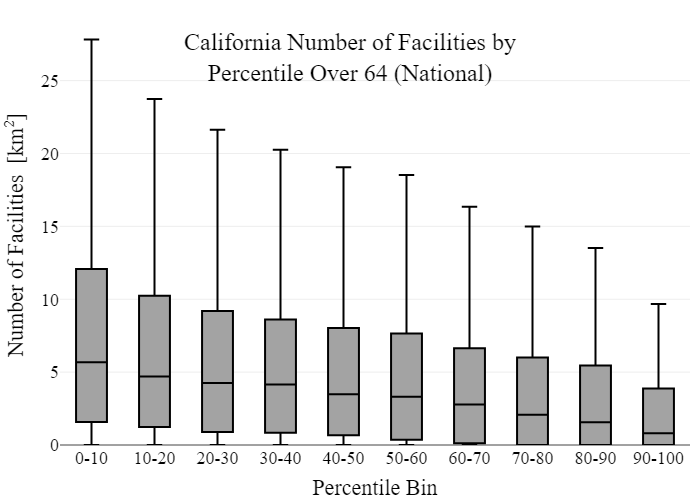 California Number of Facilities by
Percentile Over 64 (National)
Number of Facilities [km²]
25
20
15
10
5
0
0-10 10-20 20-30 30-40 40-50 50-60 60-70 70-80 80-90 90-100
Percentile Bin